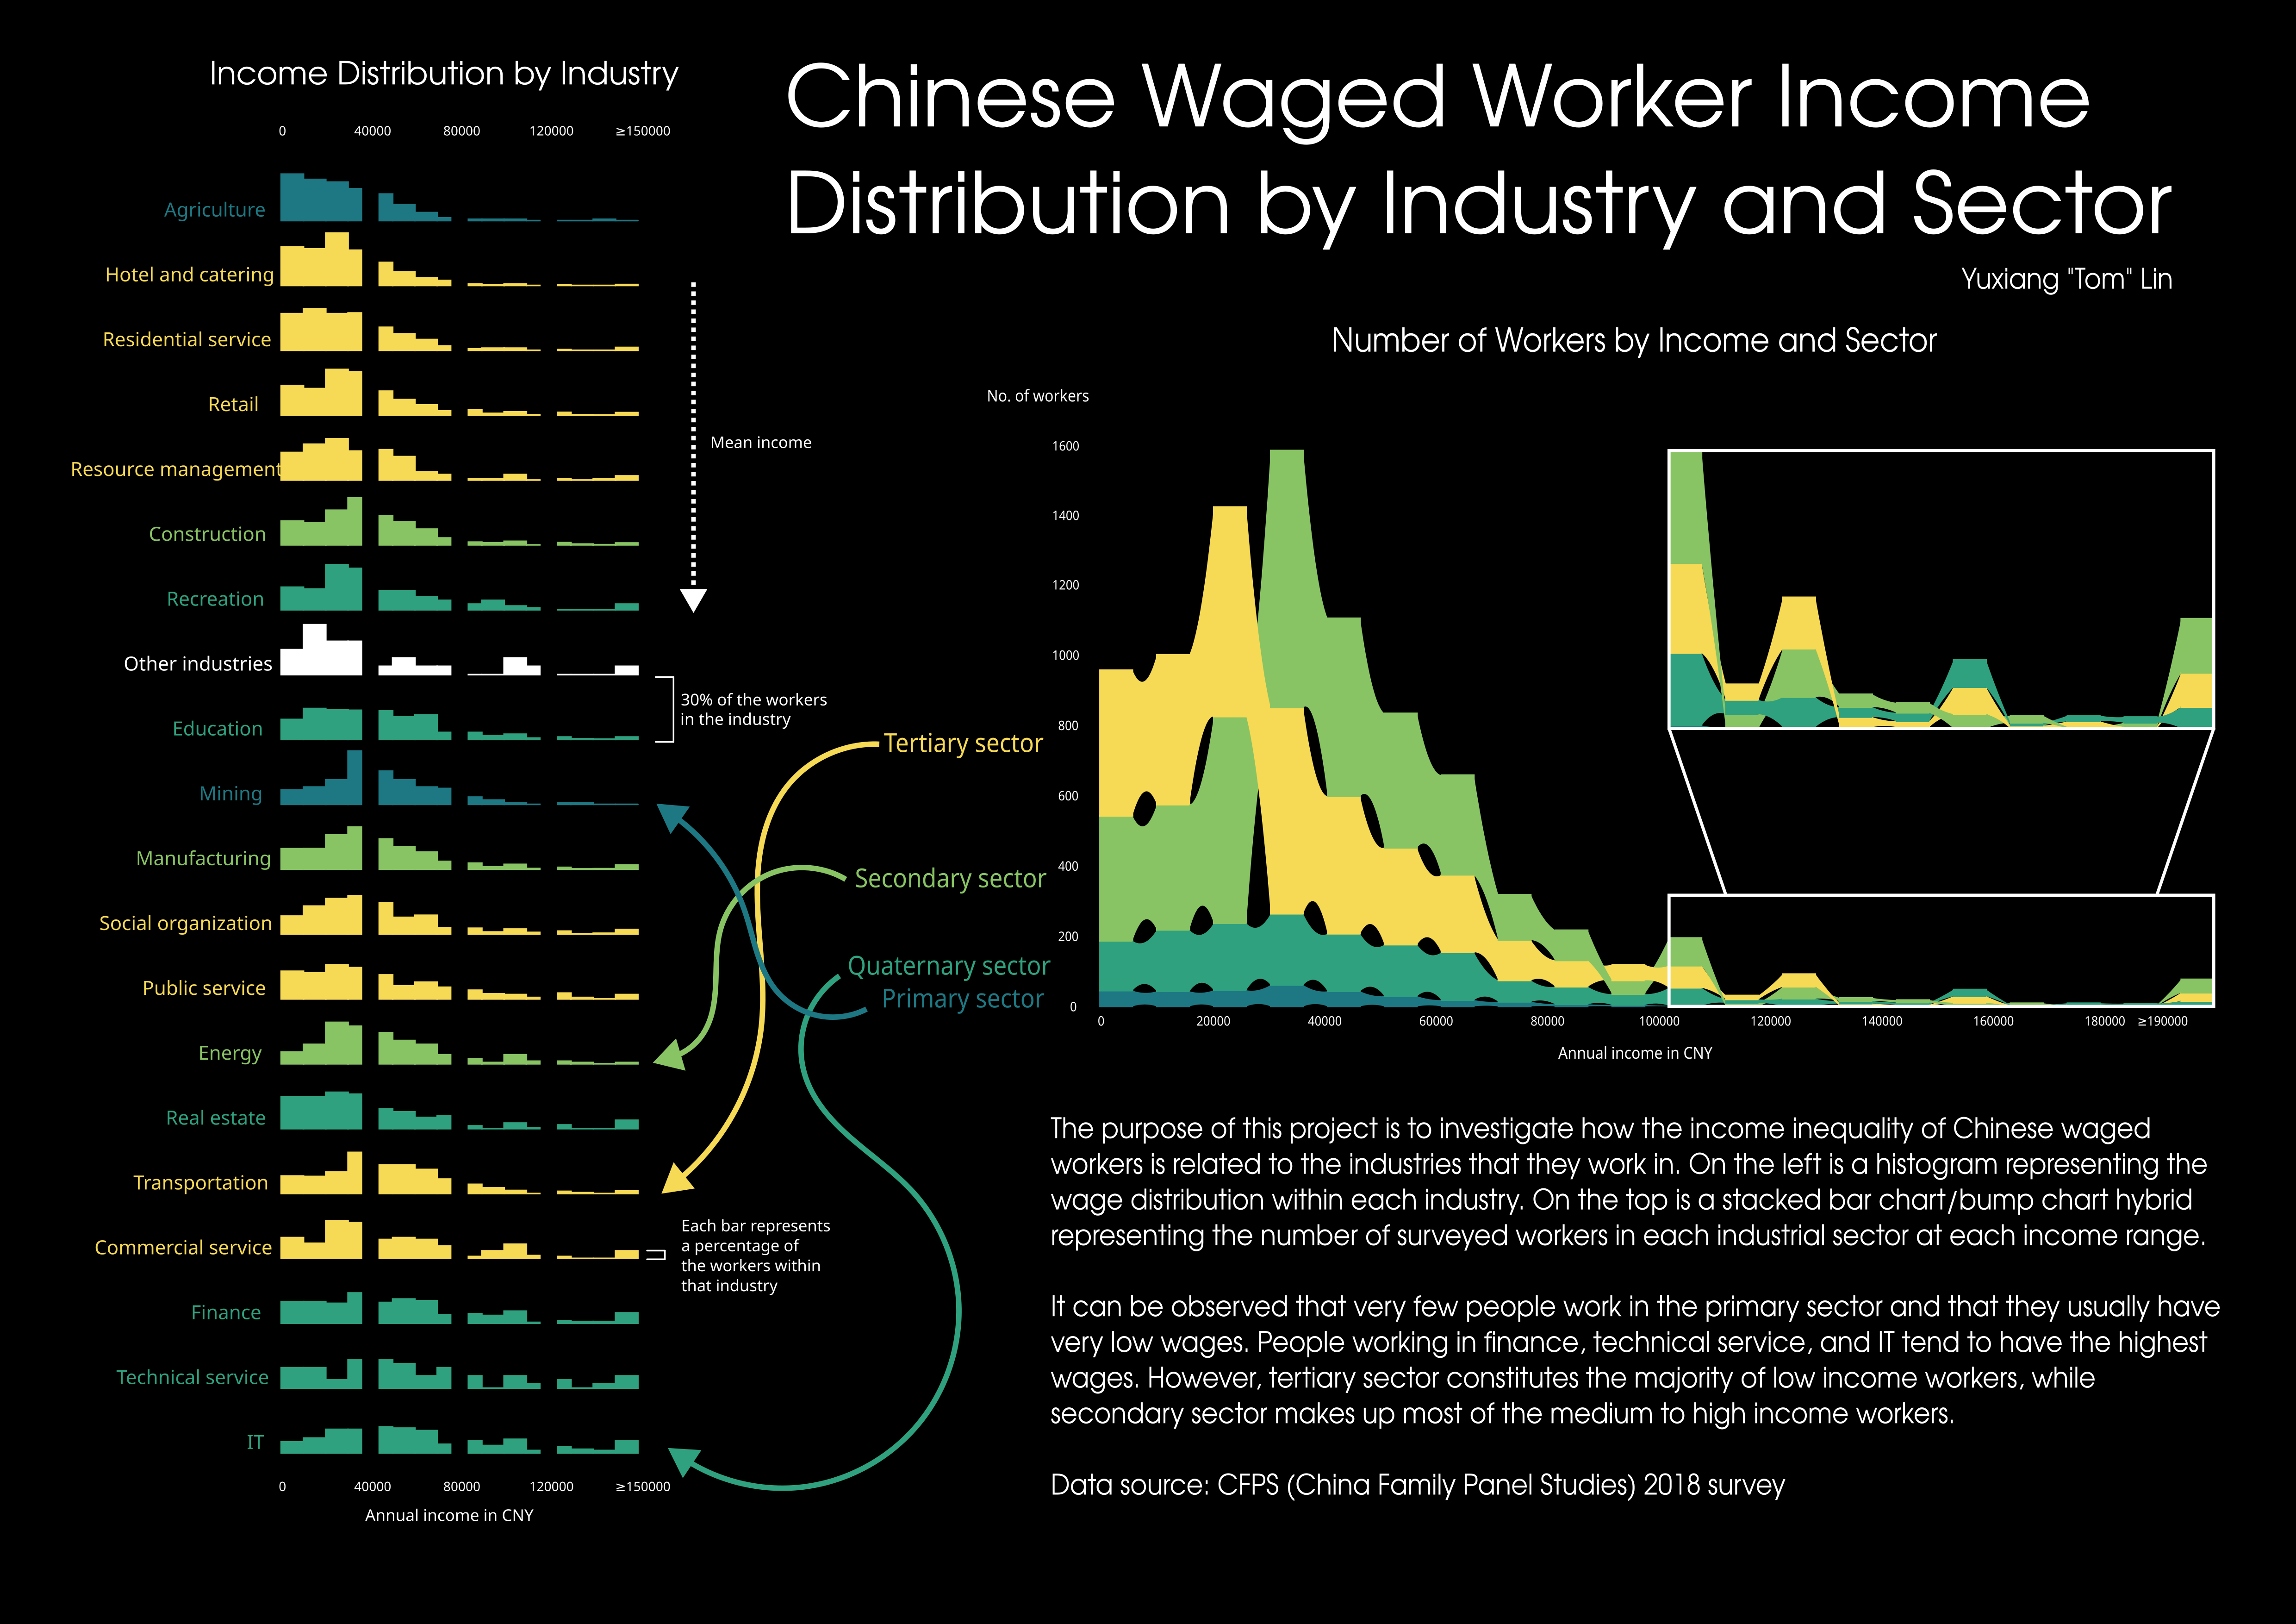 Chinese Waged Worker Income
Distribution by Industry and Sector
Yuxiang "Tom" Lin
Income Distribution by Industry
0 40000 80000 120000 ≥150000
Agriculture
Hotel and catering
Residential service
Retail
Resource management
Construction
Recreation
Other industries
Education
Mining
Manufacturing
Social organization
Public service
Energy
Real estate
Transportation
Commercial service
Finance
Technical service
IT
0 40000 80000 120000 ≥150000
Annual income in CNY
Mean income
30% of the workers
in the industry
Each bar represents
a percentage of
the workers within
that industry
Tertiary sector
Secondary sector
Quaternary sector
Primary sector
Number of Workers by Income and Sector
No. of workers
1600
1400
1200
1000
800
600
400
200
0
0 20000 40000 60000 80000 100000 120000 140000 160000 180000 ≥190000
Annual income in CNY
The purpose of this project is to investigate how the income inequality of Chinese waged
workers is related to the industries that they work in. On the left is a histogram representing the
wage distribution within each industry. On the top is a stacked bar chart/bump chart hybrid
representing the number of surveyed workers in each industrial sector at each income range.
It can be observed that very few people work in the primary sector and that they usually have
very low wages. People working in finance, technical service, and IT tend to have the highest
wages. However, tertiary sector constitutes the majority of low income workers, while
secondary sector makes up most of the medium to high income workers.
Data source: CFPS (China Family Panel Studies) 2018 survey